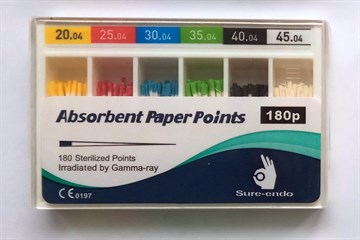 20.04 25.04 30.04 35.04 40.04 45.04
Absorbent Paper Points 180p
180 Sterilized Points
Irradiated by Gamma-ray
CE 0197
Sure-endo